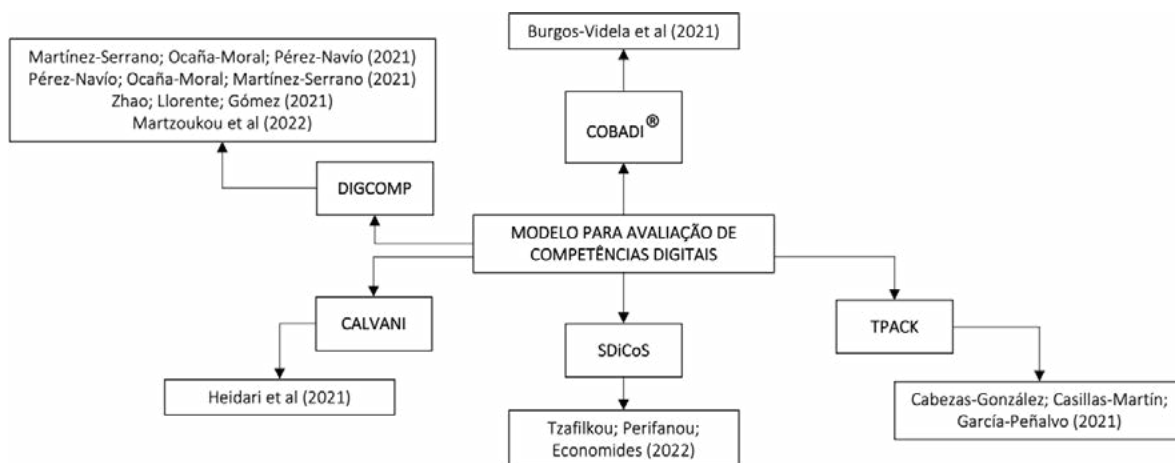 Burgos-Videla et al (2021)
Martínez-Serrano; Ocaña-Moral; Pérez-Navío (2021)
Pérez-Navío; Ocaña-Moral; Martínez-Serrano (2021)
Zhao; Llorente; Gómez (2021)
Martzoukou et al (2022)
COBADI®
DIGCOMP
MODELO PARA AVALIAÇÃO DE
COMPETÊNCIAS DIGITAIS
CALVANI
SDiCoS
TPACK
Heidari et al (2021)
Cabezas-González; Casillas-Martín;
García-Peñalvo (2021)
Tzafilkou; Perifanou;
Economides (2022)